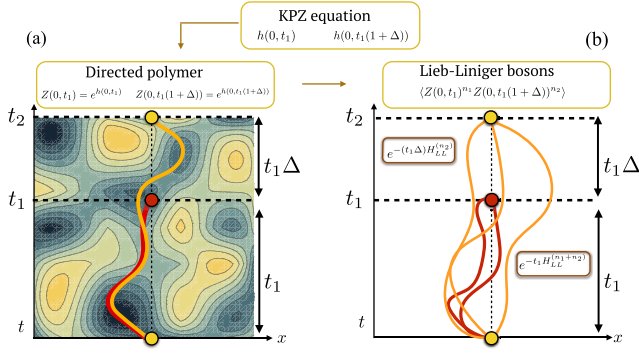 KPZ equation
h(0, t₁) h(0, t₁(1 + Δ))
(a)
(b)
Directed polymer
Z(0, t₁) = e^{h(0,t₁)} Z(0, t₁(1 + Δ)) = e^{h(0,t₁(1+Δ))}
Lieb-Liniger bosons
⟨Z(0, t₁)^{n₁} Z(0, t₁(1 + Δ))^{n₂}⟩
t₂
t₁Δ
t₁
t₁
t
x
t₂
e^{-(t₁Δ)H_{LL}^{(n₂)}}
t₁Δ
t₁
e^{-t₁H_{LL}^{(n₁+n₂)}}
t₁
t
x